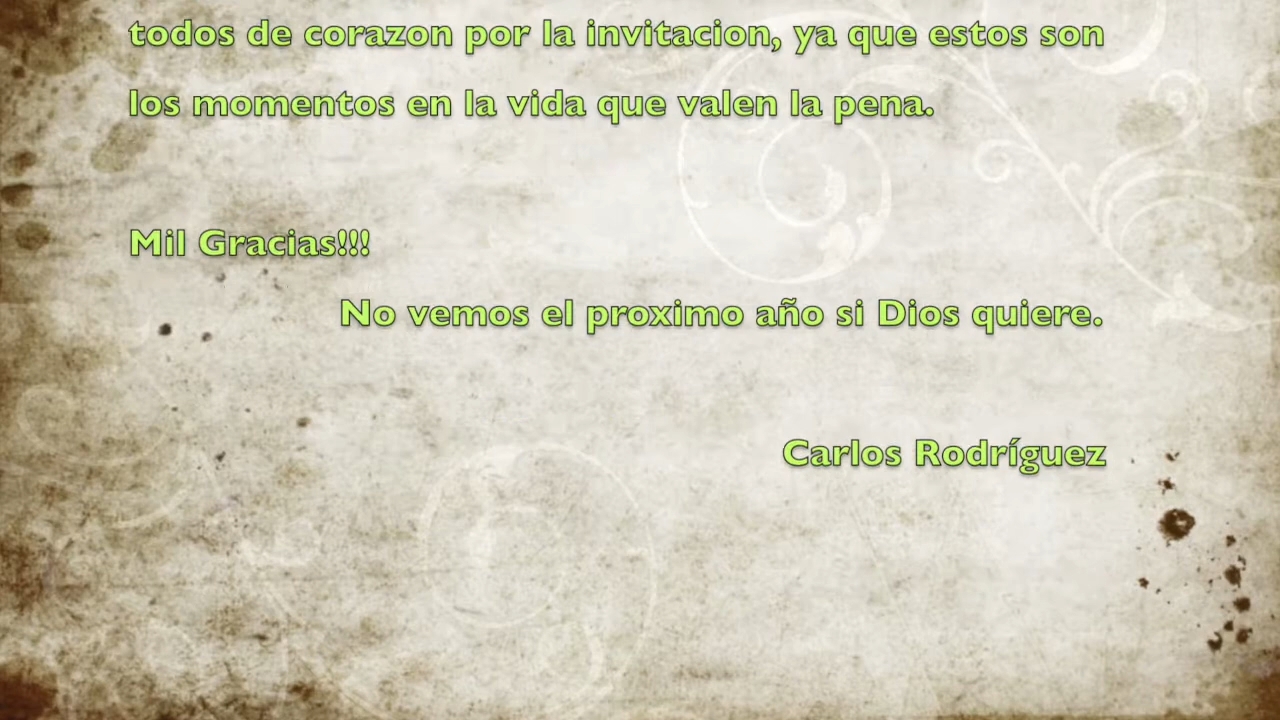 todos de corazon por la invitacion, ya que estos son
los momentos en la vida que valen la pena.
Mil Gracias!!!
No vemos el proximo año si Dios quiere.
Carlos Rodríguez